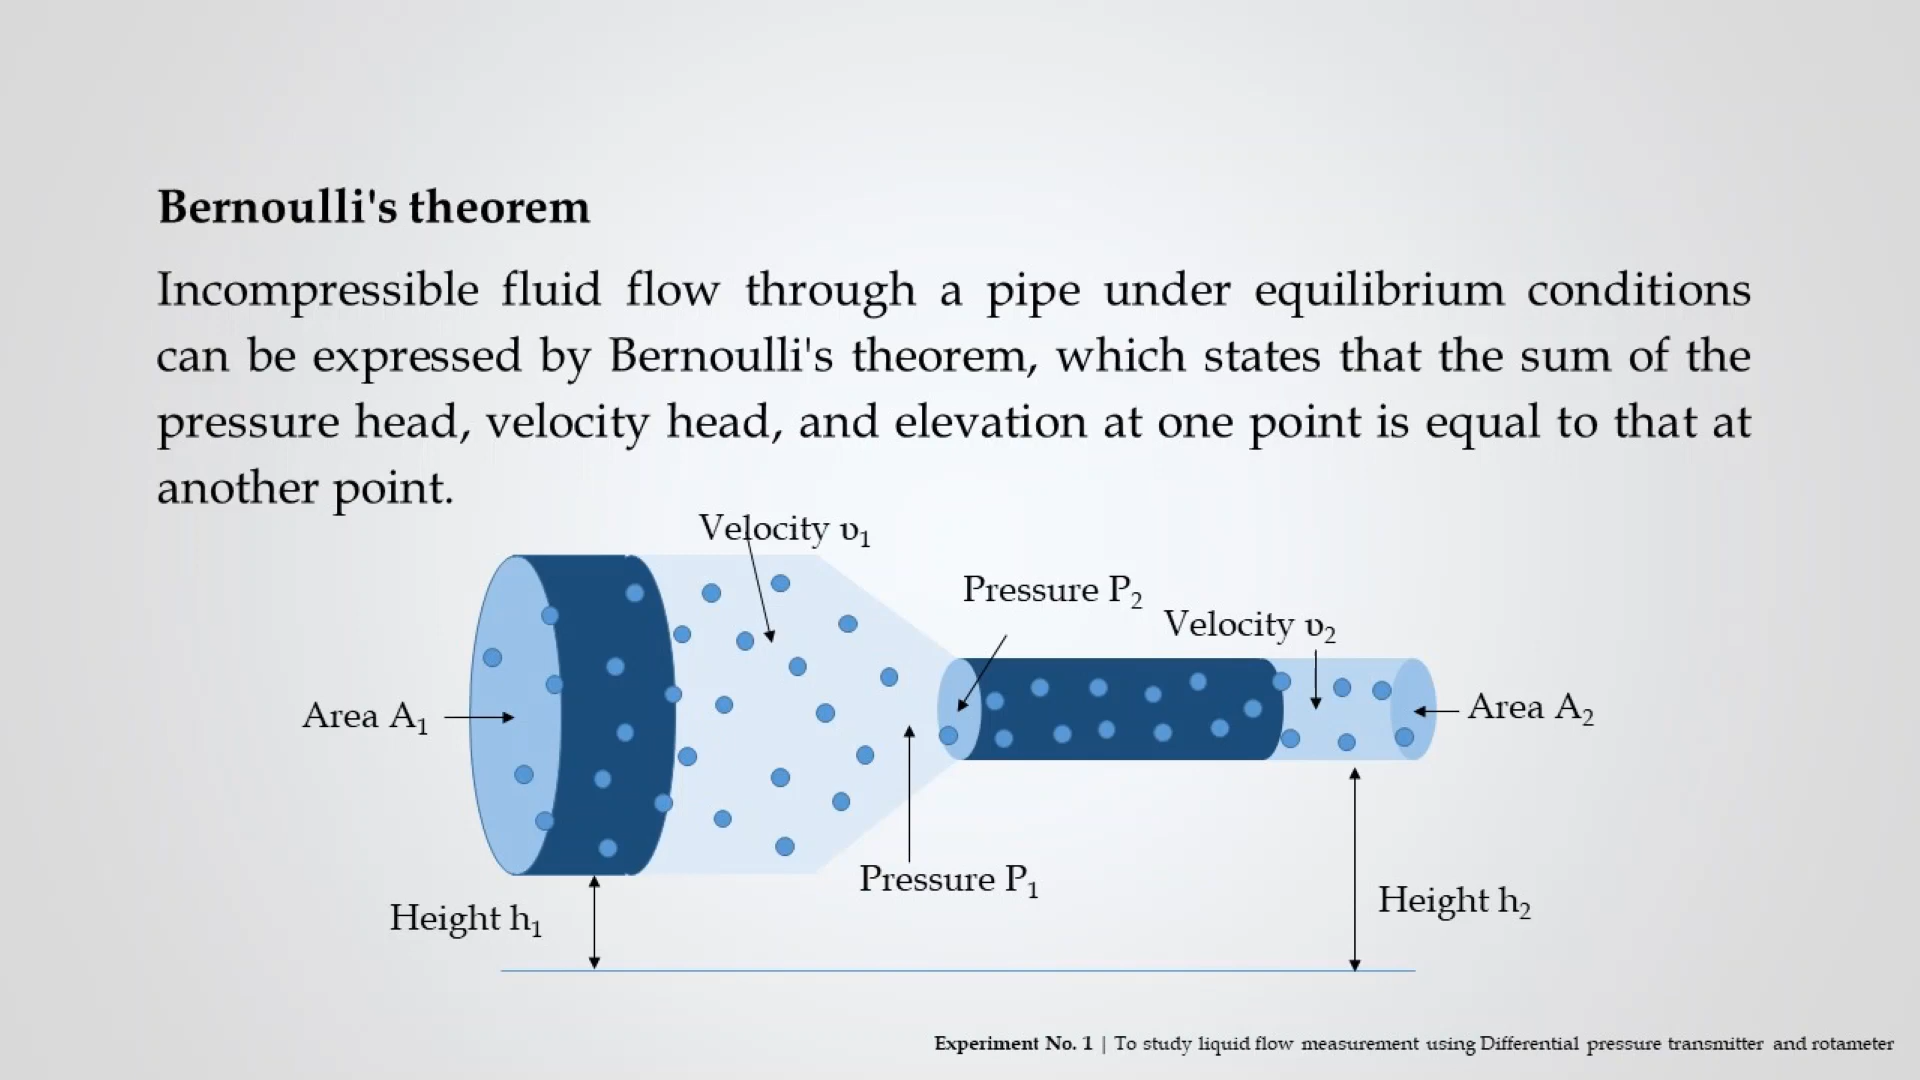 Bernoulli's theorem
Incompressible fluid flow through a pipe under equilibrium conditions
can be expressed by Bernoulli's theorem, which states that the sum of the
pressure head, velocity head, and elevation at one point is equal to that at
another point.
Velocity υ₁
Pressure P₂
Velocity υ₂
Area A₁
Area A₂
Pressure P₁
Height h₁
Height h₂
Experiment No. 1 | To study liquid flow measurement using Differential pressure transmitter and rotameter